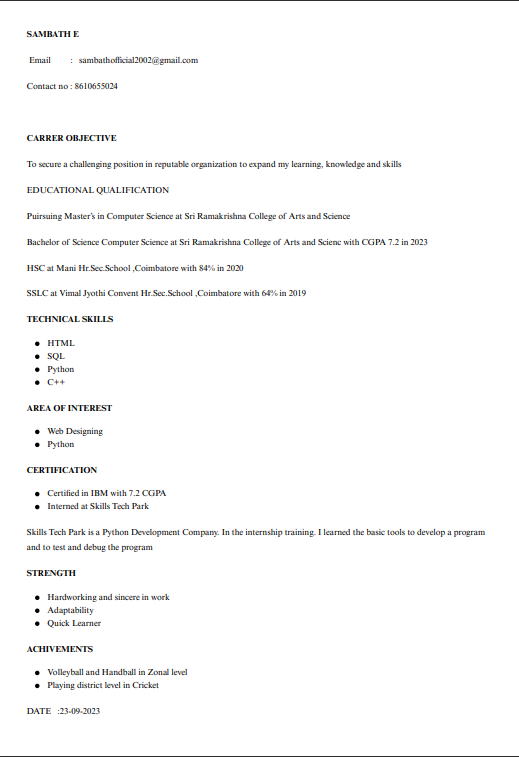 SAMBATH E
Email : sambathofficial2002@gmail.com
Contact no : 8610655024
CARRER OBJECTIVE
To secure a challenging position in reputable organization to expand my learning, knowledge and skills
EDUCATIONAL QUALIFICATION
Puirsuing Master's in Computer Science at Sri Ramakrishna College of Arts and Science
Bachelor of Science Computer Science at Sri Ramakrishna College of Arts and Scienc with CGPA 7.2 in 2023
HSC at Mani Hr.Sec.School ,Coimbatore with 84% in 2020
SSLC at Vimal Jyothi Convent Hr.Sec.School ,Coimbatore with 64% in 2019
TECHNICAL SKILLS
● HTML
● SQL
● Python
● C++
AREA OF INTEREST
● Web Designing
● Python
CERTIFICATION
● Certified in IBM with 7.2 CGPA
● Interned at Skills Tech Park
Skills Tech Park is a Python Development Company. In the internship training. I learned the basic tools to develop a program
and to test and debug the program
STRENGTH
● Hardworking and sincere in work
● Adaptability
● Quick Learner
ACHIVEMENTS
● Volleyball and Handball in Zonal level
● Playing district level in Cricket
DATE :23-09-2023